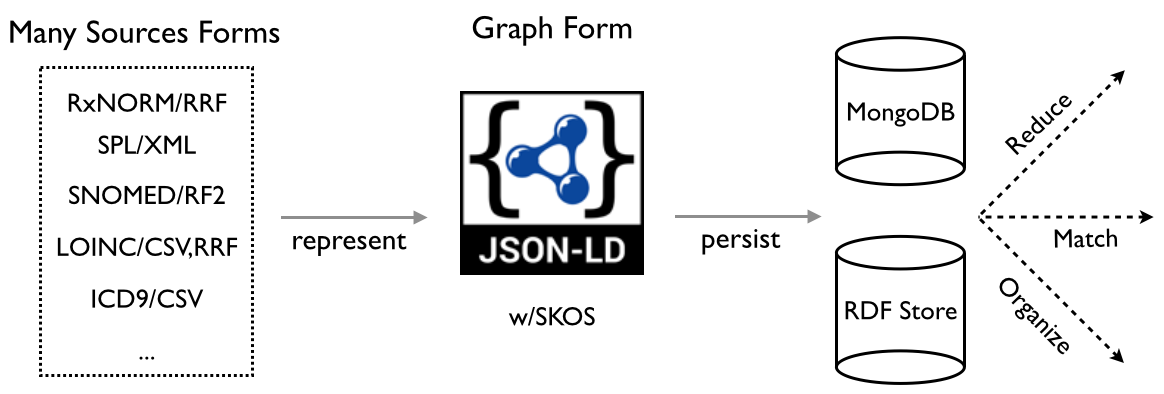 Many Sources Forms
RxNORM/RRF
SPL/XML
SNOMED/RF2
LOINC/CSV,RRF
ICD9/CSV
...
represent
Graph Form
{ }
JSON-LD
w/SKOS
persist
MongoDB
RDF Store
Reduce
Match
Organize